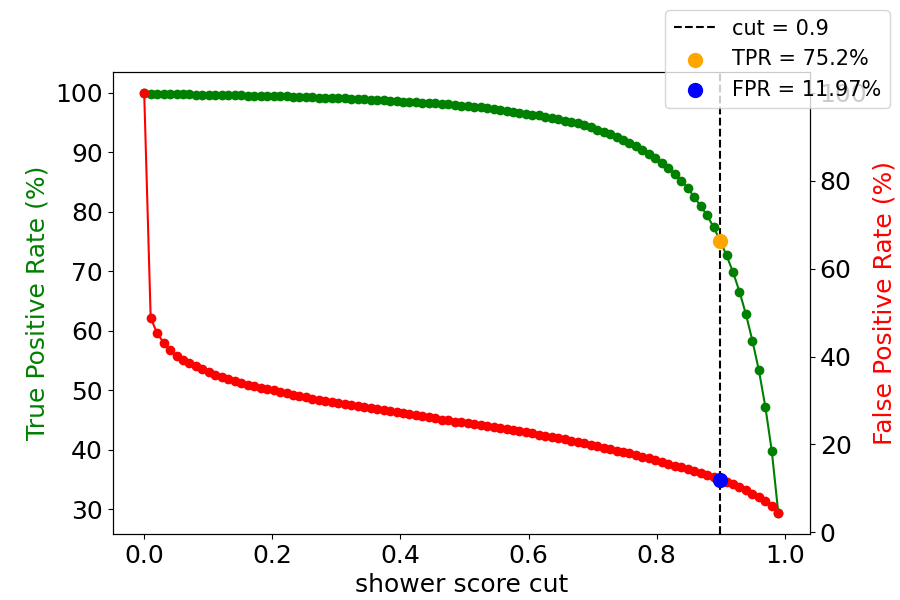 cut = 0.9
TPR = 75.2%
FPR = 11.97%
100
90
80
70
60
50
40
30
True Positive Rate (%)
100
80
60
40
20
0
False Positive Rate (%)
0.0 0.2 0.4 0.6 0.8 1.0
shower score cut